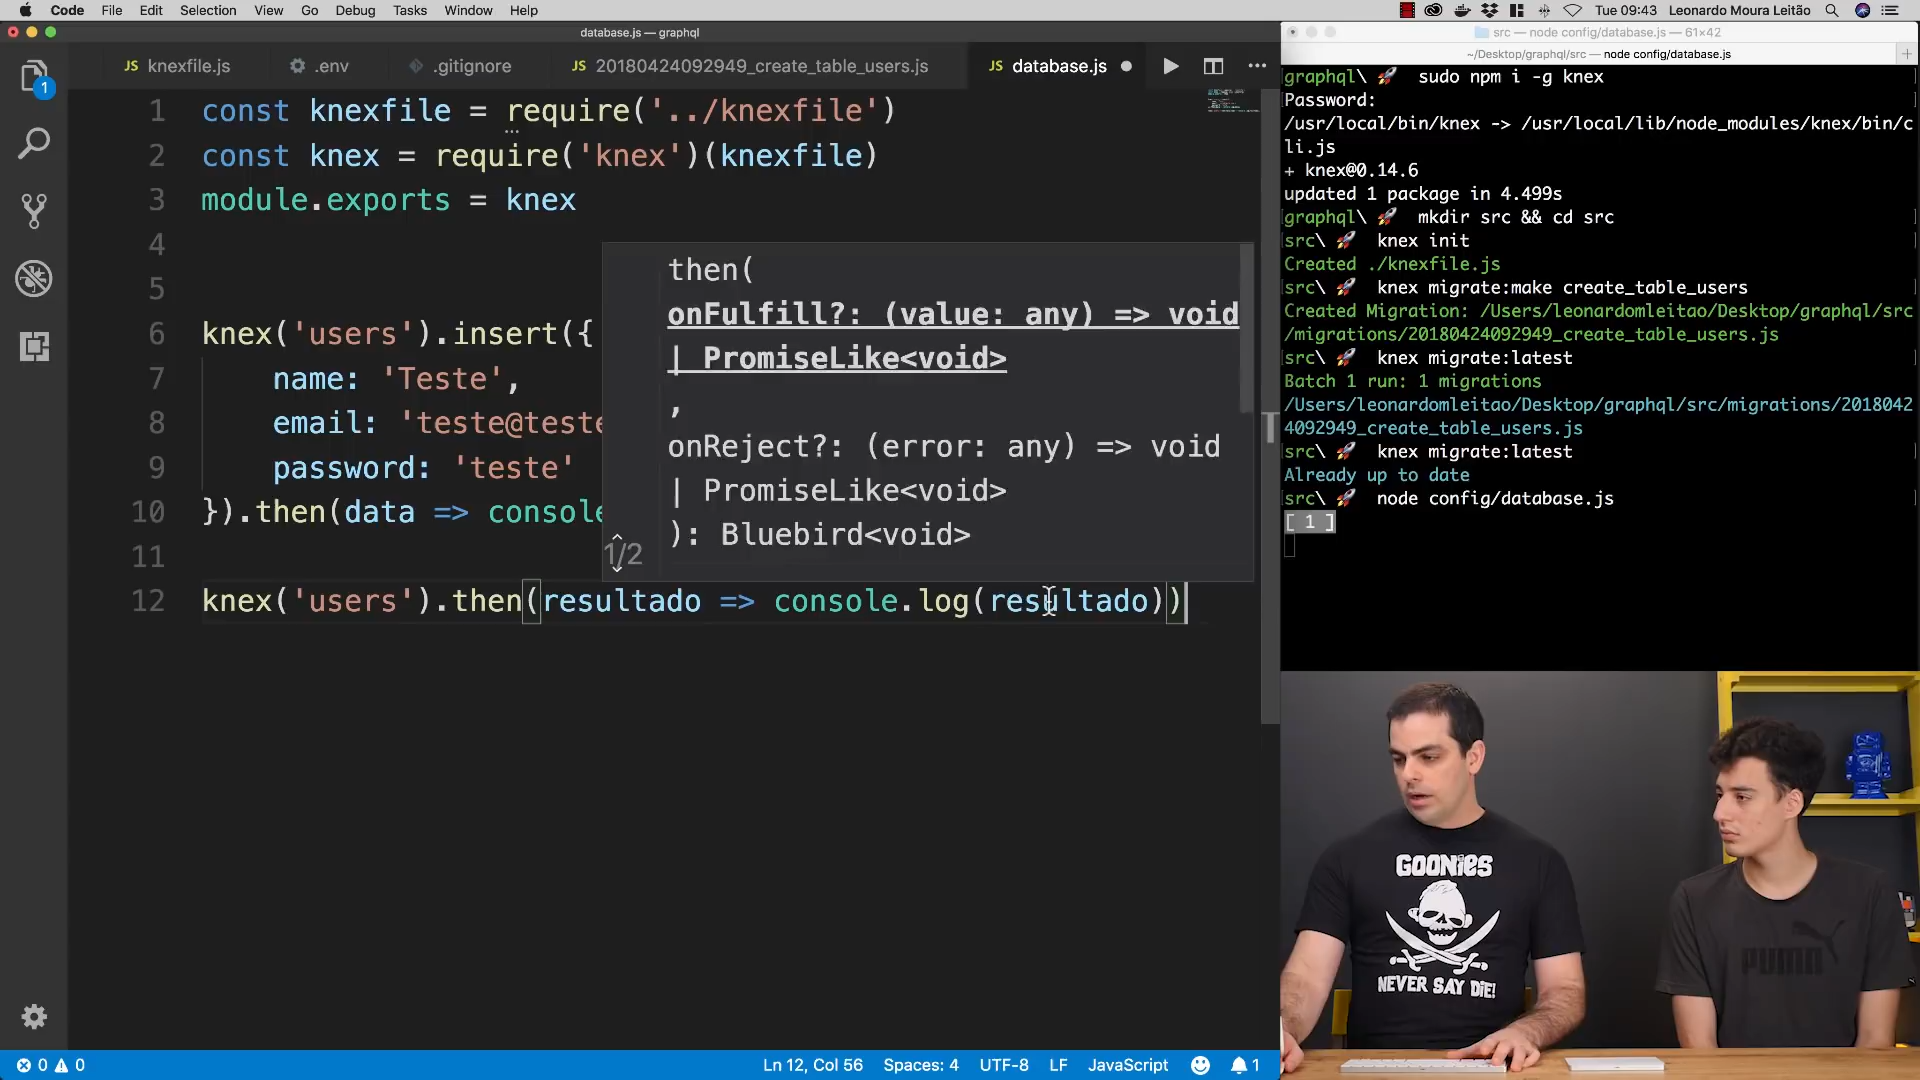 Code File Edit Selection View Go Debug Tasks Window Help
Tue 09:43 Leonardo Moura Leitão
database.js — graphql
JS knexfile.js
.env
.gitignore
JS 20180424092949_create_table_users.js
JS database.js
1
1 const knexfile = require('../knexfile')
2 const knex = require('knex')(knexfile)
3 module.exports = knex
4
5
6 knex('users').insert({
7 name: 'Teste',
8 email: 'teste@teste
9 password: 'teste'
10 }).then(data => console
11
12 knex('users').then(resultado => console.log(resultado))
then(
onFulfill?: (value: any) => void
| PromiseLike<void>
,
onReject?: (error: any) => void
| PromiseLike<void>
): Bluebird<void>
1/2
0 0
Ln 12, Col 56 Spaces: 4 UTF-8 LF JavaScript 1
src — node config/database.js — 61×42
~/Desktop/graphql/src — node config/database.js
graphql\ 🚀 sudo npm i -g knex
Password:
/usr/local/bin/knex -> /usr/local/lib/node_modules/knex/bin/c
li.js
+ knex@0.14.6
updated 1 package in 4.499s
graphql\ 🚀 mkdir src && cd src
src\ 🚀 knex init
Created ./knexfile.js
src\ 🚀 knex migrate:make create_table_users
Created Migration: /Users/leonardomleitao/Desktop/graphql/src
/migrations/20180424092949_create_table_users.js
src\ 🚀 knex migrate:latest
Batch 1 run: 1 migrations
/Users/leonardomleitao/Desktop/graphql/src/migrations/2018042
4092949_create_table_users.js
src\ 🚀 knex migrate:latest
Already up to date
src\ 🚀 node config/database.js
[ 1 ]
GOONIES
NEVER SAY DIE!
PUMA